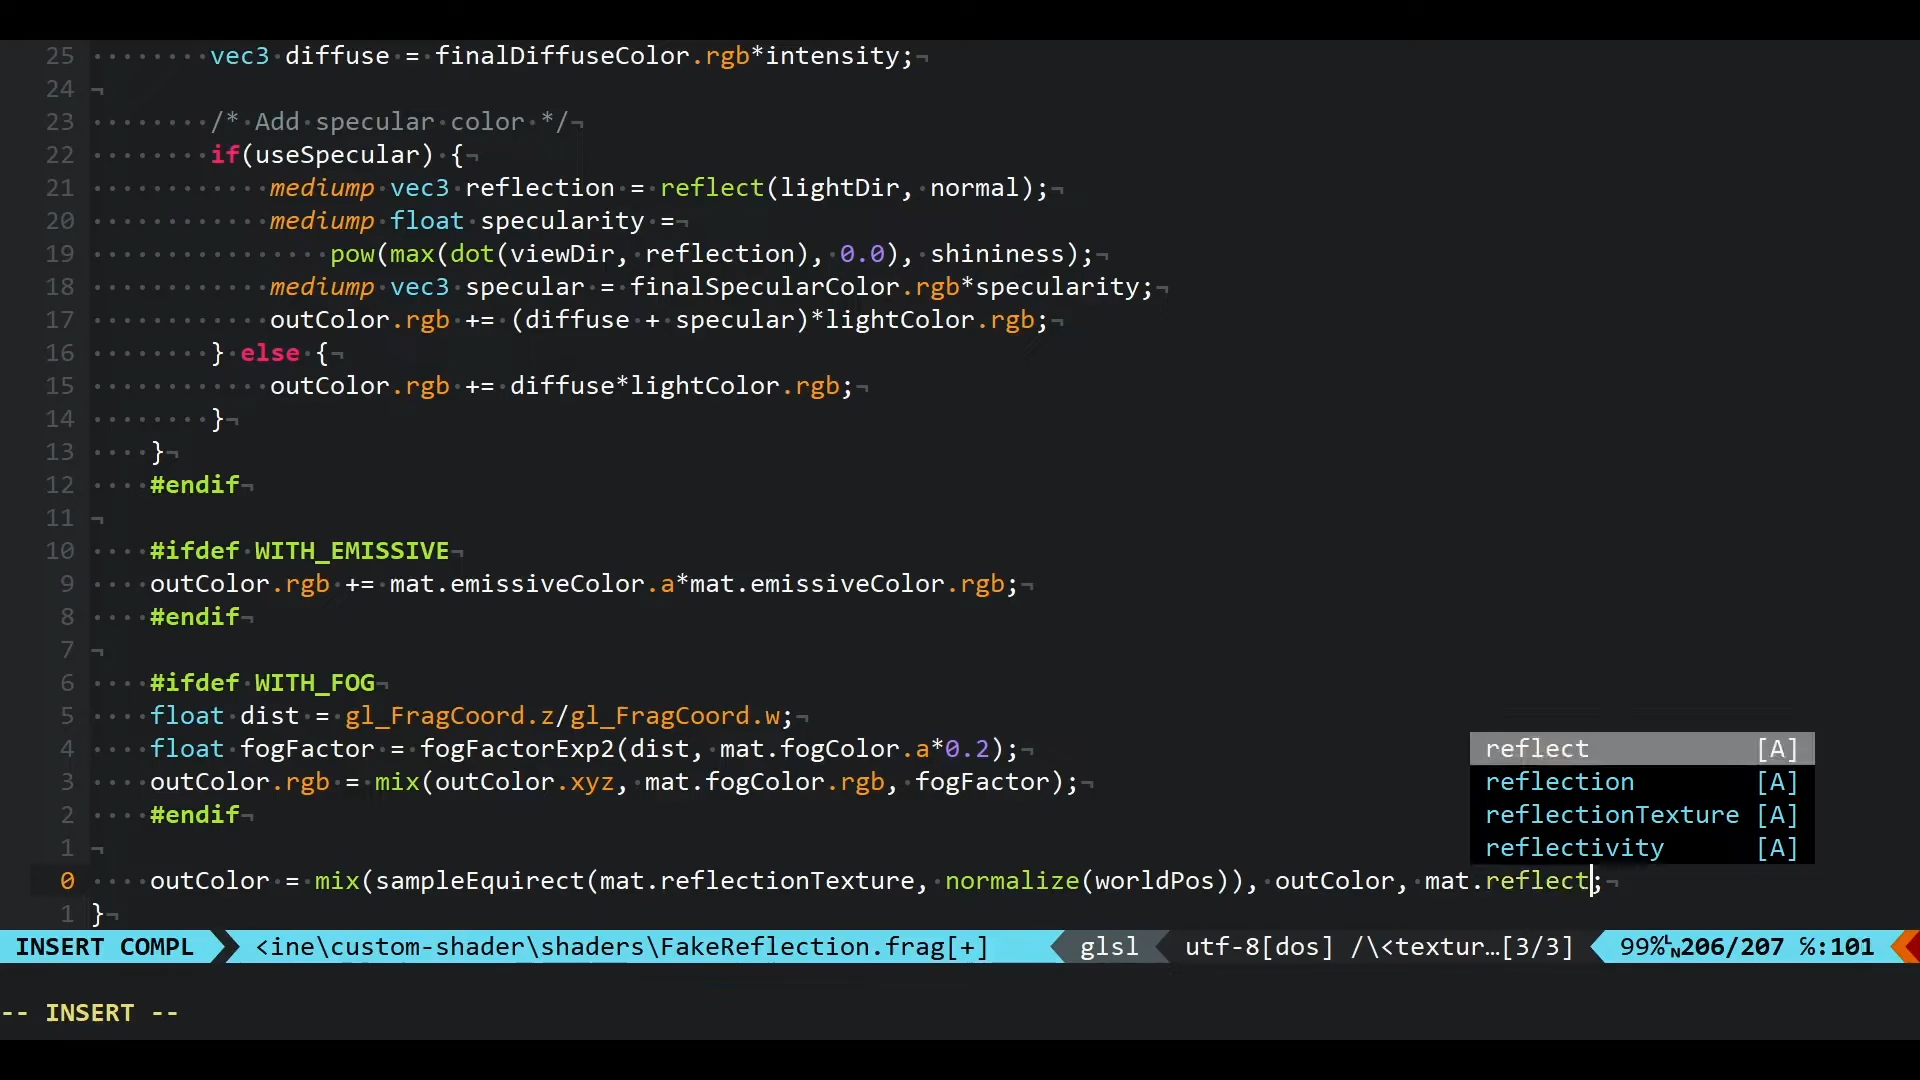 25 vec3 diffuse = finalDiffuseColor.rgb*intensity;¬
24 ¬
23 /* Add specular color */¬
22 if(useSpecular) {¬
21 mediump vec3 reflection = reflect(lightDir, normal);¬
20 mediump float specularity =¬
19 pow(max(dot(viewDir, reflection), 0.0), shininess);¬
18 mediump vec3 specular = finalSpecularColor.rgb*specularity;¬
17 outColor.rgb += (diffuse + specular)*lightColor.rgb;¬
16 } else {¬
15 outColor.rgb += diffuse*lightColor.rgb;¬
14 }¬
13 }¬
12 #endif¬
11 ¬
10 #ifdef WITH_EMISSIVE¬
9 outColor.rgb += mat.emissiveColor.a*mat.emissiveColor.rgb;¬
8 #endif¬
7 ¬
6 #ifdef WITH_FOG¬
5 float dist = gl_FragCoord.z/gl_FragCoord.w;¬
4 float fogFactor = fogFactorExp2(dist, mat.fogColor.a*0.2);¬
reflect [A]
3 outColor.rgb = mix(outColor.xyz, mat.fogColor.rgb, fogFactor);¬
reflection [A]
2 #endif¬
reflectionTexture [A]
1 ¬
reflectivity [A]
0 outColor = mix(sampleEquirect(mat.reflectionTexture, normalize(worldPos)), outColor, mat.reflect;¬
1 }¬
INSERT COMPL <ine\custom-shader\shaders\FakeReflection.frag[+] glsl utf-8[dos] /\<textur…[3/3] 99%␤206/207 ℅:101
-- INSERT --